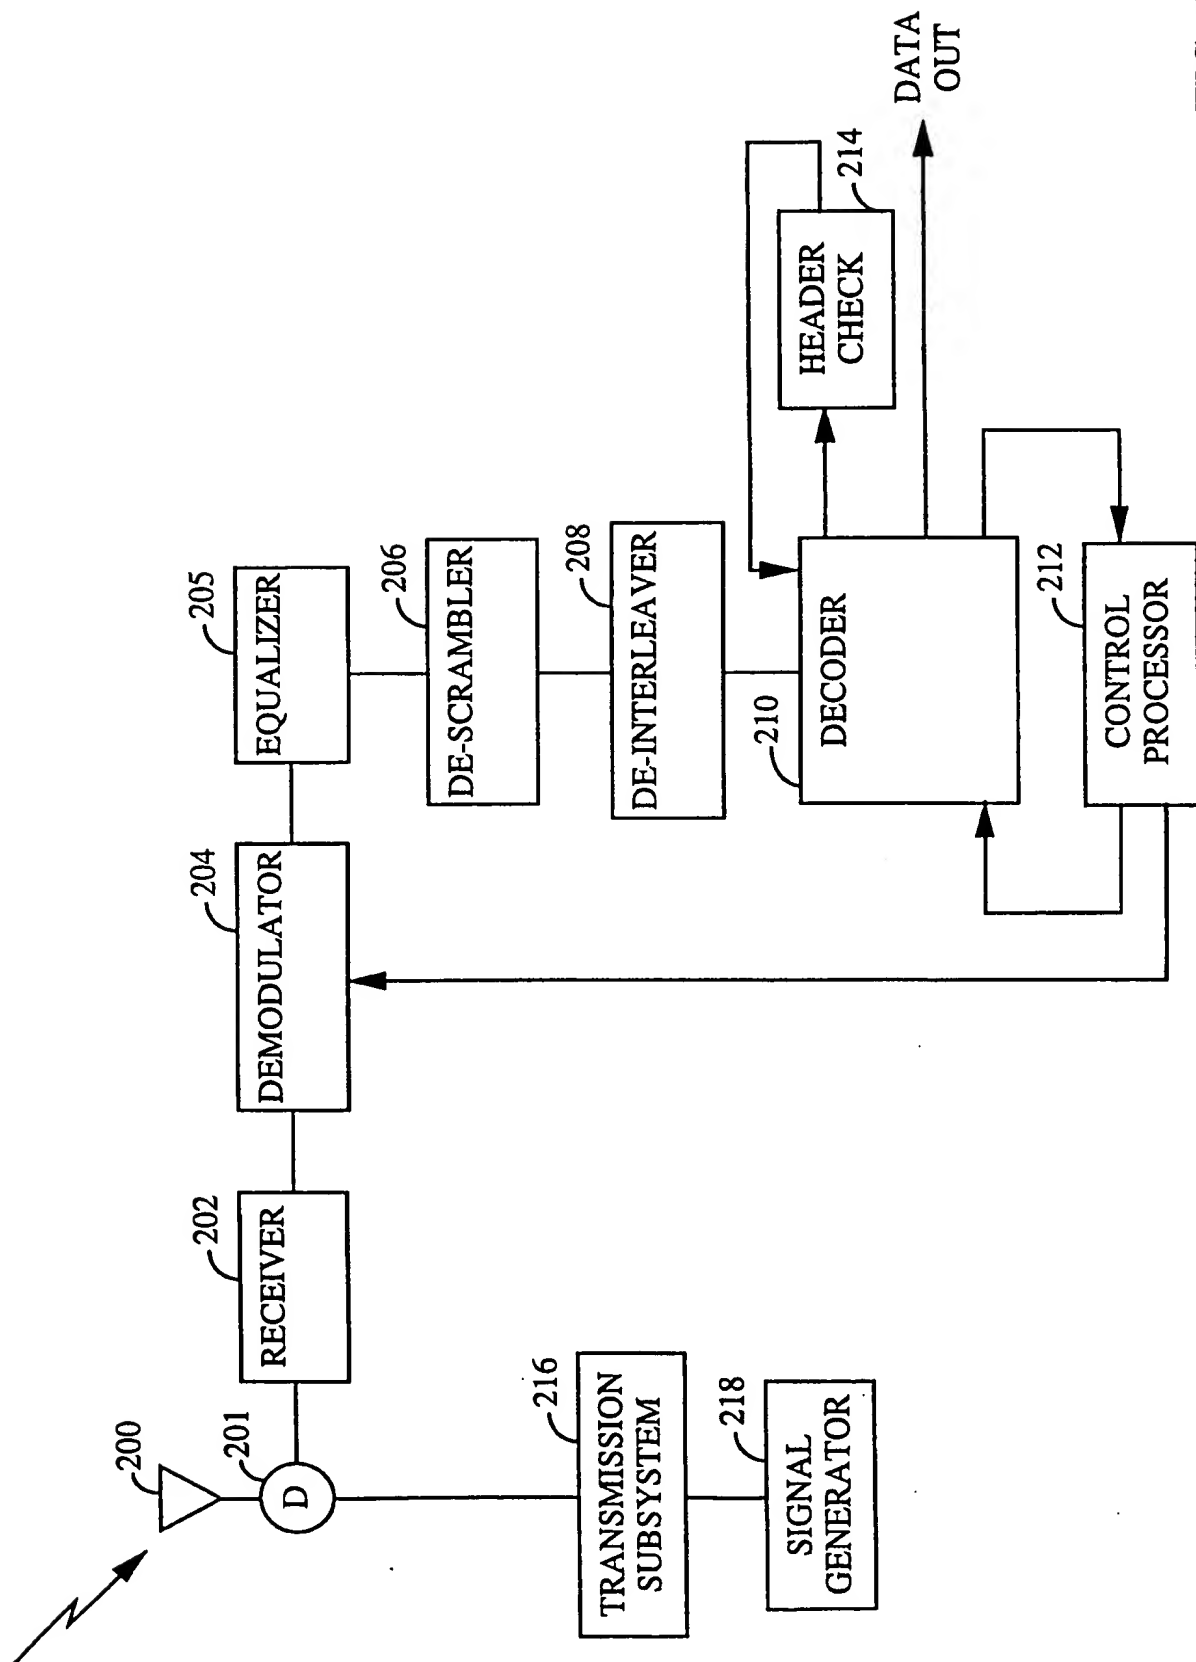 200
201
D
202
RECEIVER
204
DEMODULATOR
205
EQUALIZER
206
DE-SCRAMBLER
208
DE-INTERLEAVER
210
DECODER
214
HEADER
CHECK
DATA
OUT
212
CONTROL
PROCESSOR
216
TRANSMISSION
SUBSYSTEM
218
SIGNAL
GENERATOR